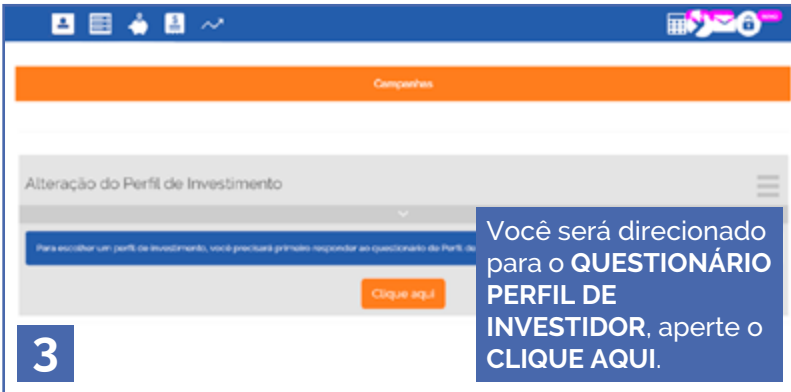 Campanhas
Alteração do Perfil de Investimento
Para escolher um perfil de investimento, você precisará primeiro responder ao questionário de Perfil de
Clique aqui
Você será direcionado
para o QUESTIONÁRIO
PERFIL DE
INVESTIDOR, aperte o
CLIQUE AQUI.
3